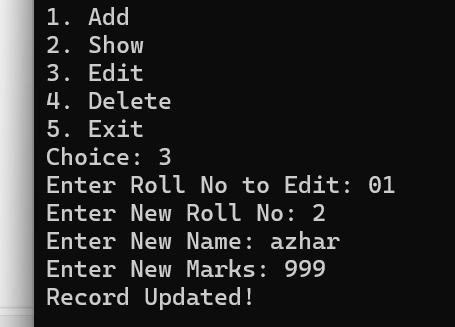 1. Add
2. Show
3. Edit
4. Delete
5. Exit
Choice: 3
Enter Roll No to Edit: 01
Enter New Roll No: 2
Enter New Name: azhar
Enter New Marks: 999
Record Updated!